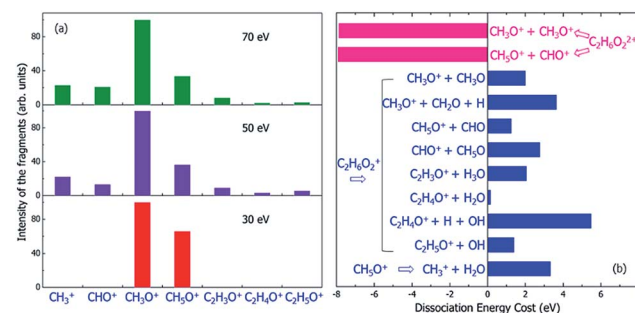 (a)
70 eV
80
40
0
50 eV
80
40
0
30 eV
80
40
0
Intensity of the fragments (arb. units)
CH₃⁺ CHO⁺ CH₃O⁺ CH₅O⁺ C₂H₃O⁺ C₂H₄O⁺ C₂H₅O⁺
CH₃O⁺ + CH₃O⁺
C₂H₆O₂²⁺
CH₅O⁺ + CHO⁺
CH₃O⁺ + CH₃O
CH₃O⁺ + CH₂O + H
CH₅O⁺ + CHO
CHO⁺ + CH₅O
C₂H₆O₂⁺
⇨
C₂H₃O⁺ + H₃O
C₂H₄O⁺ + H₂O
C₂H₄O⁺ + H + OH
C₂H₅O⁺ + OH
CH₅O⁺ ⇨ CH₃⁺ + H₂O
(b)
-8 -6 -4 -2 0 2 4 6
Dissociation Energy Cost (eV)